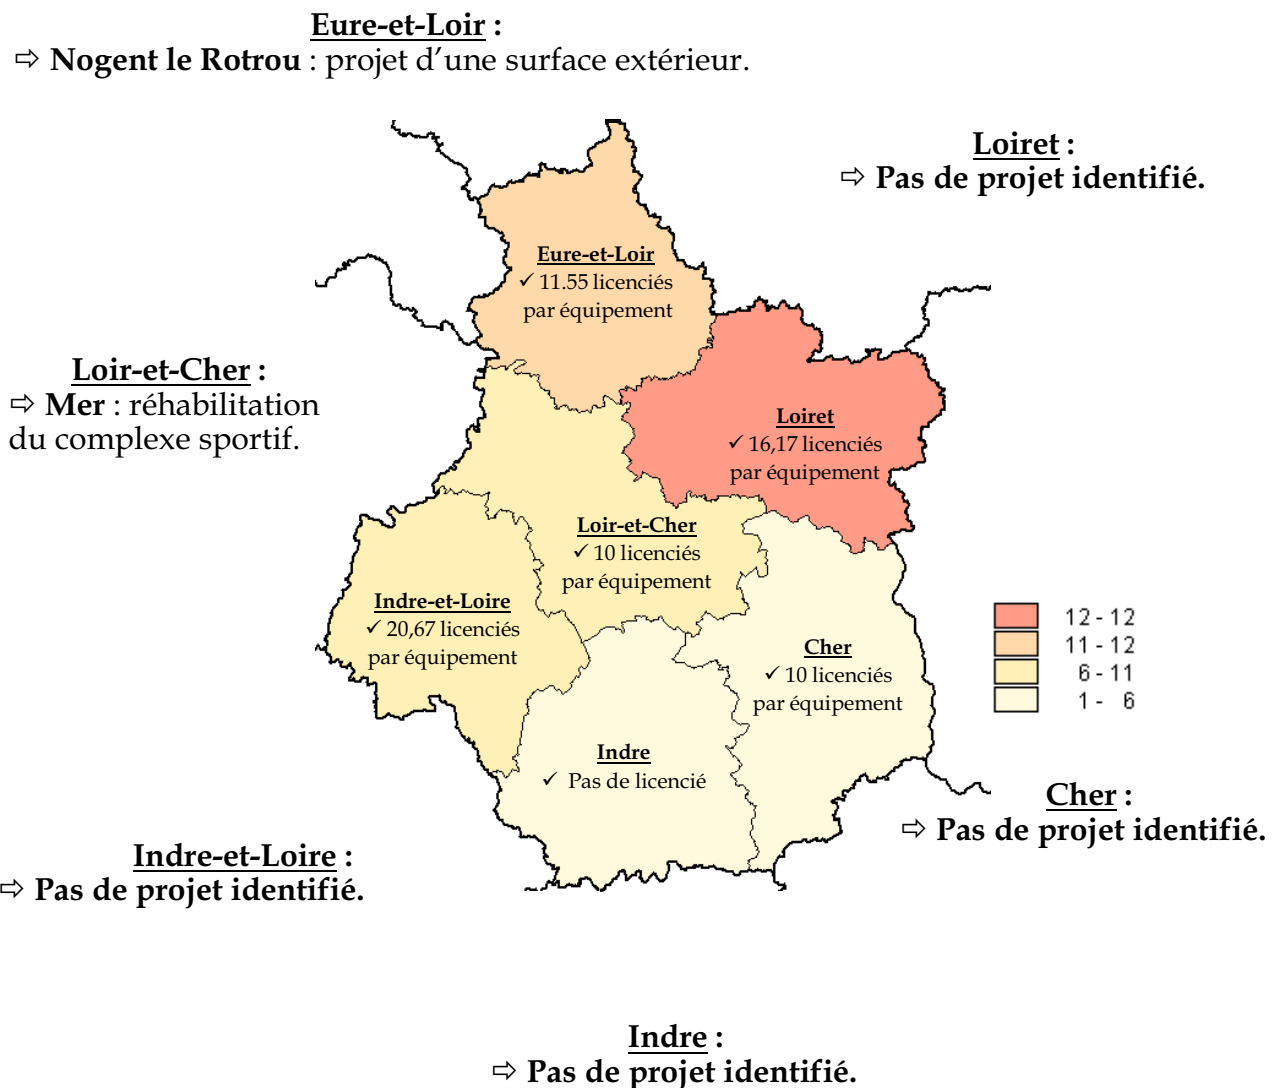 Eure-et-Loir :
⇨ Nogent le Rotrou : projet d’une surface extérieur.
Loiret :
⇨ Pas de projet identifié.
Eure-et-Loir
✓ 11.55 licenciés
par équipement
Loir-et-Cher :
⇨ Mer : réhabilitation
du complexe sportif.
Loiret
✓ 16,17 licenciés
par équipement
Loir-et-Cher
✓ 10 licenciés
par équipement
Indre-et-Loire
✓ 20,67 licenciés
par équipement
Cher
✓ 10 licenciés
par équipement
12 - 12
11 - 12
6 - 11
1 - 6
Indre
✓ Pas de licencié
Cher :
⇨ Pas de projet identifié.
Indre-et-Loire :
⇨ Pas de projet identifié.
Indre :
⇨ Pas de projet identifié.